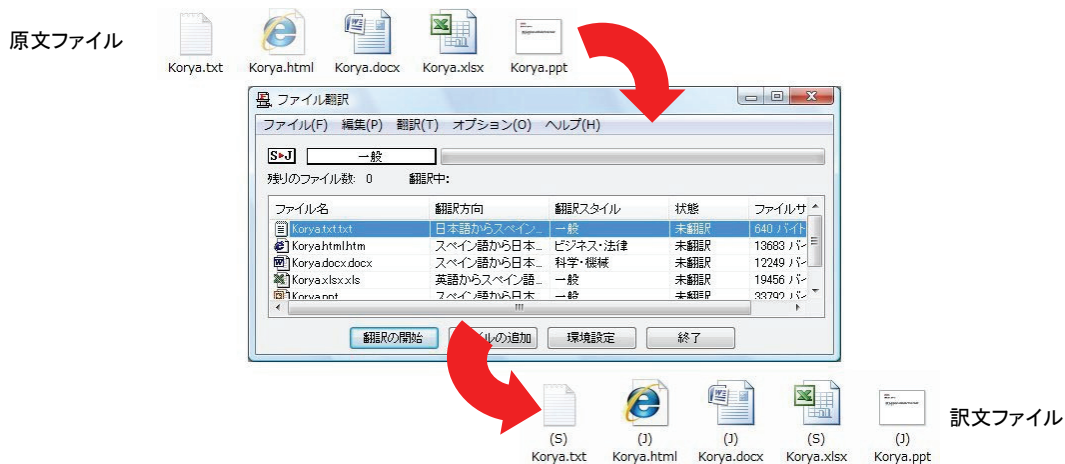 原文ファイル
Korya.txt Korya.html Korya.docx Korya.xlsx Korya.ppt
ファイル翻訳
ファイル(F) 編集(P) 翻訳(T) オプション(O) ヘルプ(H)
S▶J 一般
残りのファイル数: 0 翻訳中:
ファイル名 翻訳方向 翻訳スタイル 状態 ファイルサ
Korya.txt.txt 日本語からスペイン... 一般 未翻訳 640 バイト
Korya.html.htm スペイン語から日本... ビジネス・法律 未翻訳 13683 バイ
Korya.docx.docx スペイン語から日本... 科学・機械 未翻訳 12249 バイ
Korya.xlsx.xls 英語からスペイン語... 一般 未翻訳 19456 バイ
Korya.ppt スペイン語から日本 一般 未翻訳 33792 バイ
翻訳の開始 イルの追加 環境設定 終了
(S) (J) (J) (S) (J)
Korya.txt Korya.html Korya.docx Korya.xlsx Korya.ppt
訳文ファイル